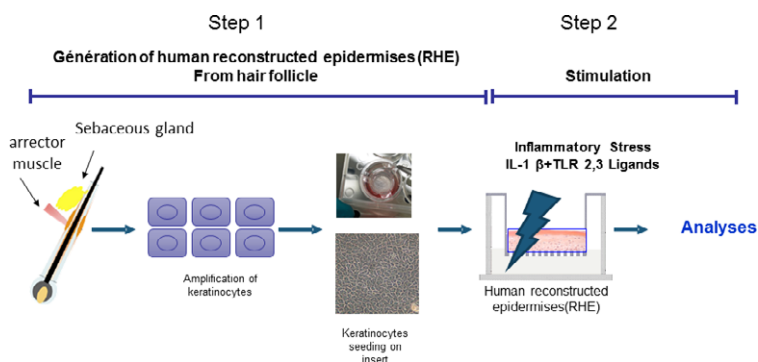 Step 1
Step 2
Génération of human reconstructed epidermises (RHE)
From hair follicle
Stimulation
Sebaceous gland
arrector
muscle
Inflammatory Stress
IL-1 β+TLR 2,3 Ligands
Analyses
Amplification of
keratinocytes
Human reconstructed
epidermises(RHE)
Keratinocytes
seeding on
insert